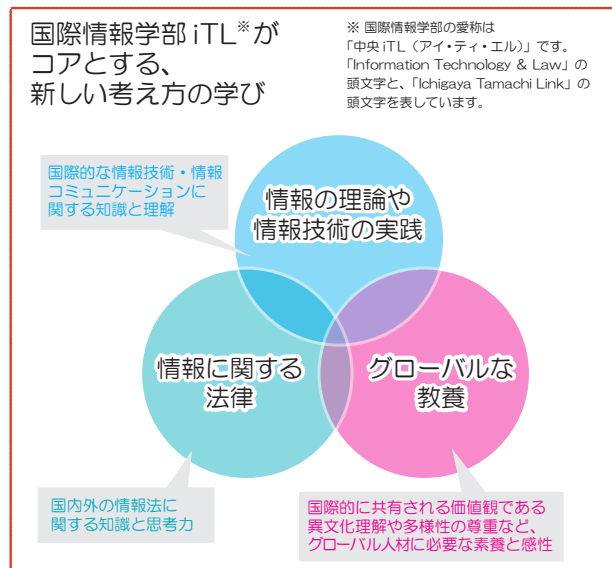 国際情報学部 iTL※が
コアとする、
新しい考え方の学び
※ 国際情報学部の愛称は
「中央 iTL（アイ・ティ・エル）」です。
「Information Technology & Law」の
頭文字と、「Ichigaya Tamachi Link」の
頭文字を表しています。
国際的な情報技術・情報
コミュニケーションに
関する知識と理解
情報の理論や
情報技術の実践
情報に関する
法律
グローバルな
教養
国内外の情報法に
関する知識と思考力
国際的に共有される価値観である
異文化理解や多様性の尊重など、
グローバル人材に必要な素養と感性